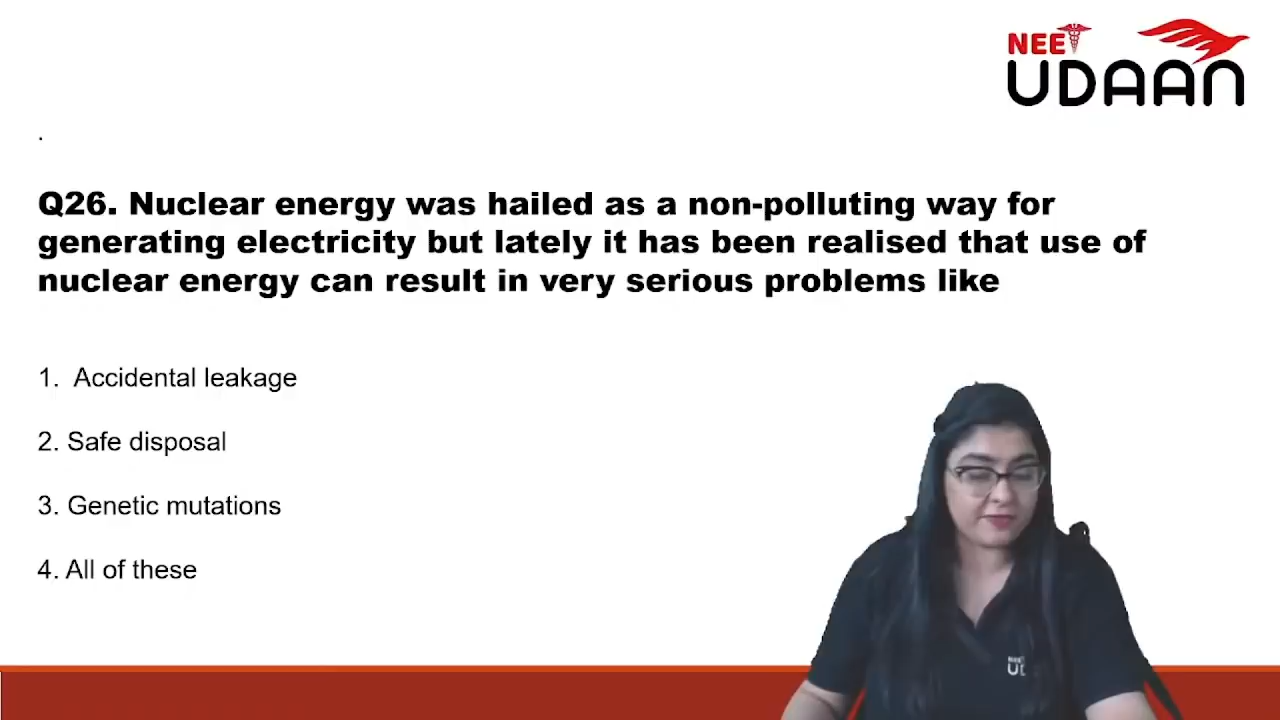 NEET
UDAAN
.
Q26. Nuclear energy was hailed as a non-polluting way for
generating electricity but lately it has been realised that use of
nuclear energy can result in very serious problems like
1. Accidental leakage
2. Safe disposal
3. Genetic mutations
4. All of these